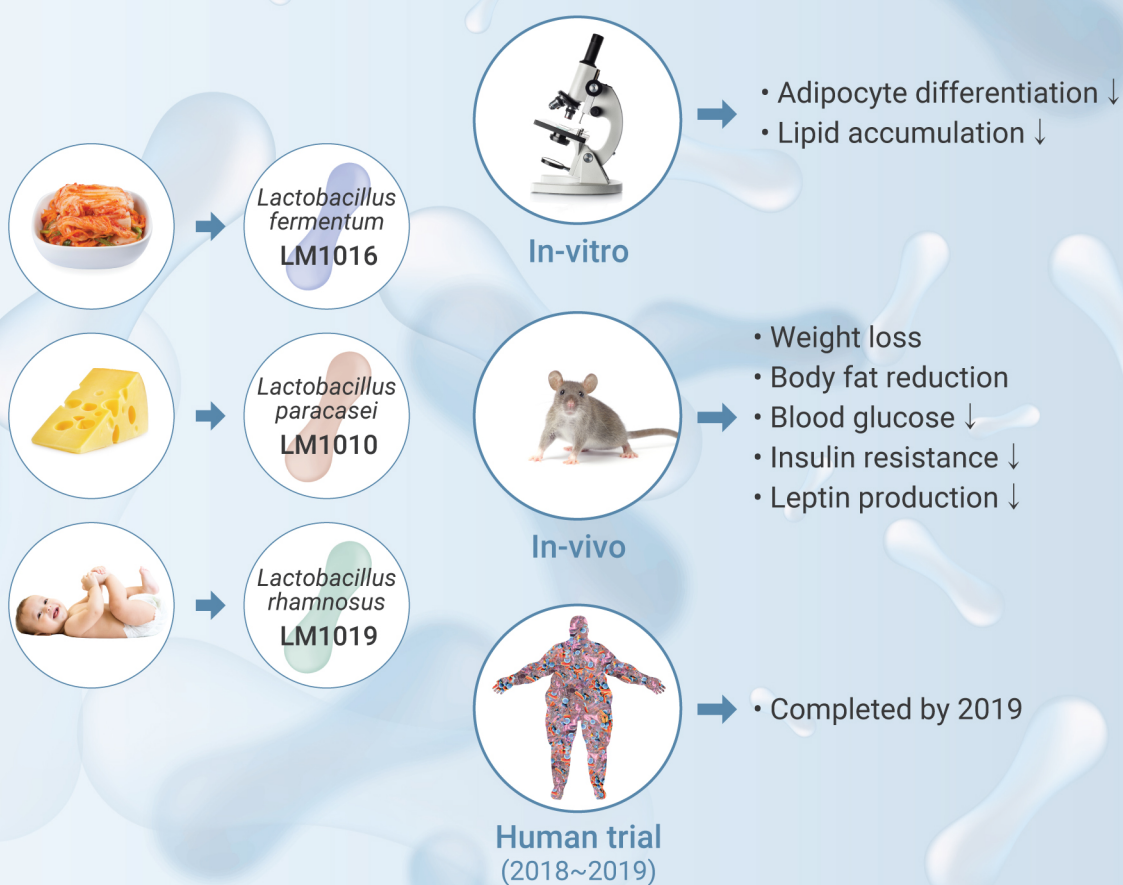 Lactobacillus
fermentum
LM1016
Lactobacillus
paracasei
LM1010
Lactobacillus
rhamnosus
LM1019
In-vitro
• Adipocyte differentiation ↓
• Lipid accumulation ↓
In-vivo
• Weight loss
• Body fat reduction
• Blood glucose ↓
• Insulin resistance ↓
• Leptin production ↓
Human trial
(2018~2019)
• Completed by 2019